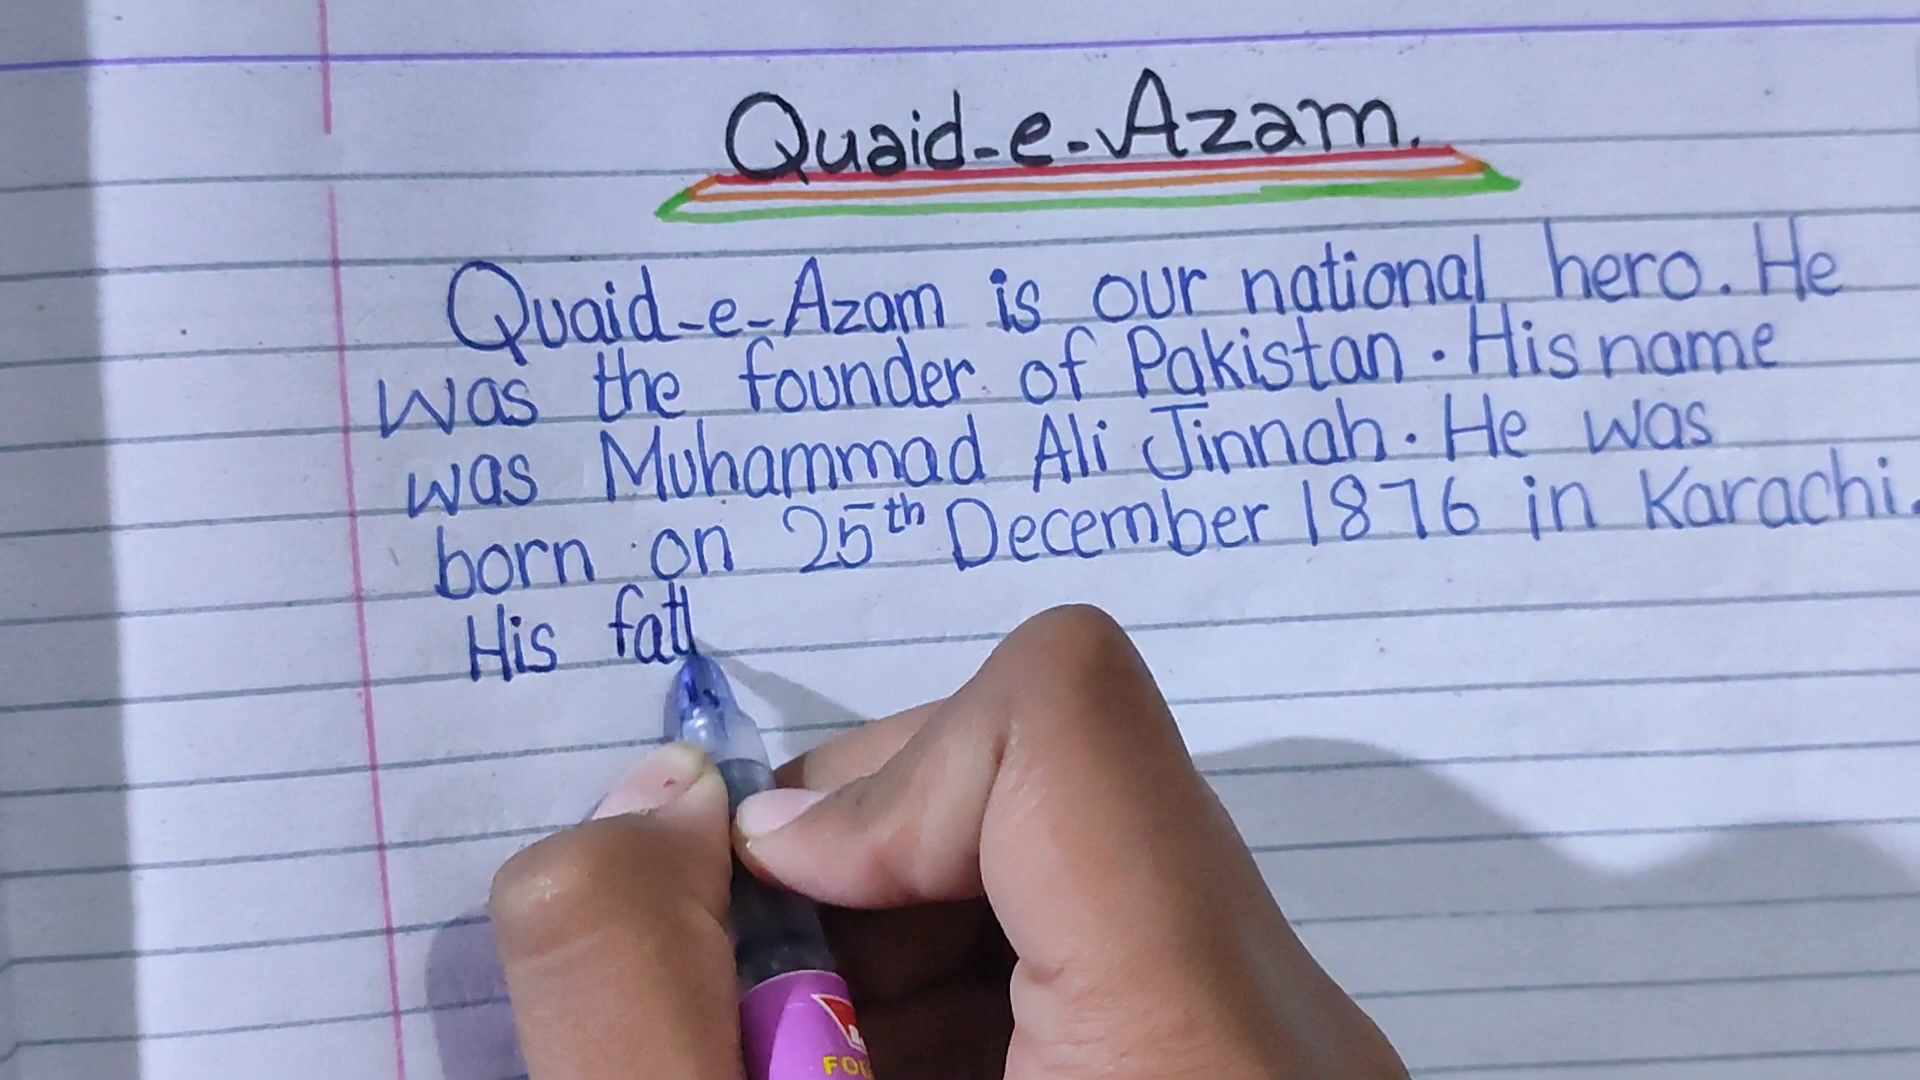 Quaid-e-Azam.
Quaid-e-Azam is our national hero. He
was the founder of Pakistan. His name
was Muhammad Ali Jinnah. He was
born on 25th December 1876 in Karachi.
His fatl